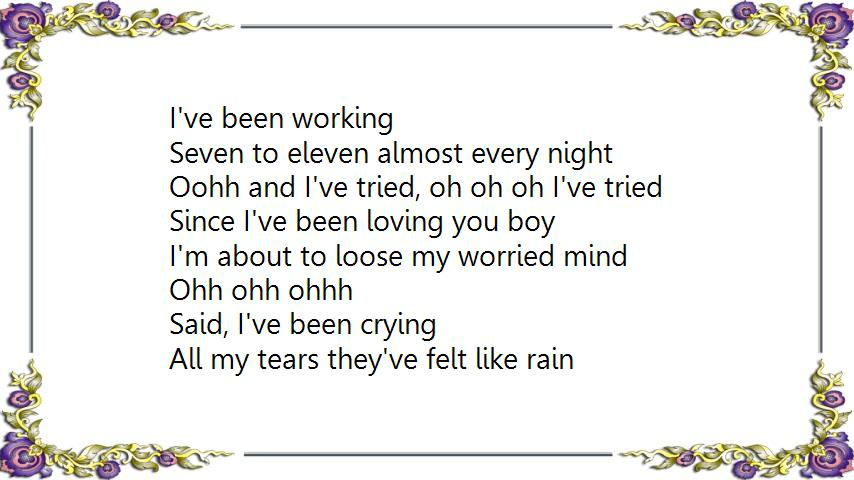 I've been working
Seven to eleven almost every night
Oohh and I've tried, oh oh oh I've tried
Since I've been loving you boy
I'm about to loose my worried mind
Ohh ohh ohhh
Said, I've been crying
All my tears they've felt like rain